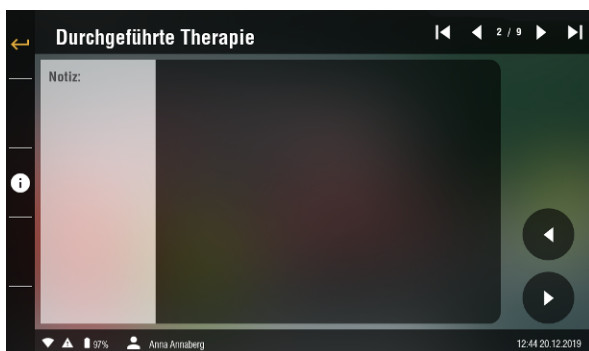 Durchgeführte Therapie
2 / 9
Notiz:
97% Anna Annaberg 12:44 20.12.2019